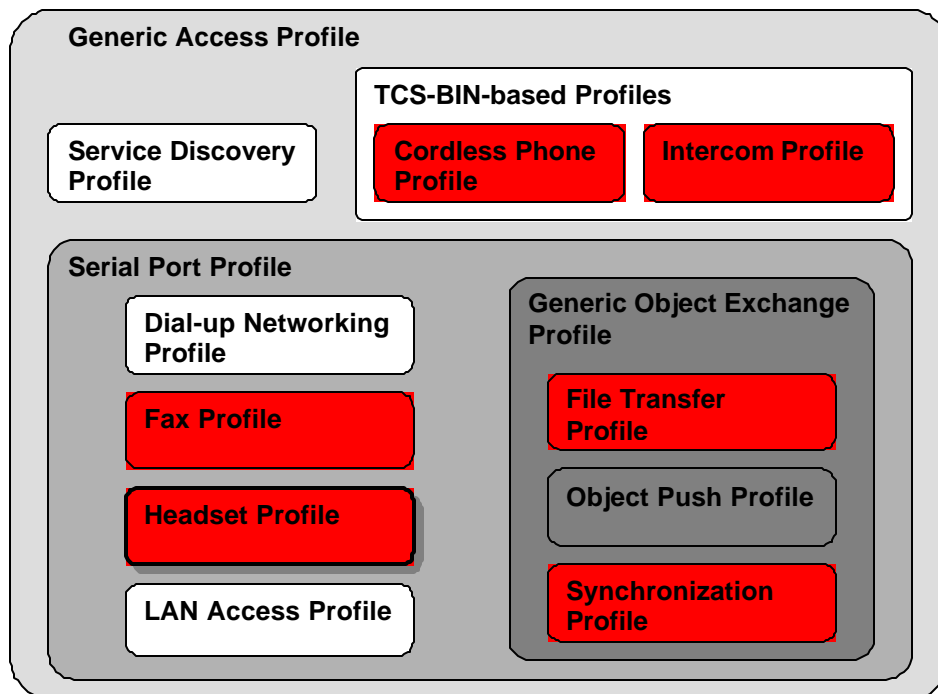 Generic Access Profile
TCS-BIN-based Profiles
Service Discovery
Profile
Cordless Phone
Profile
Intercom Profile
Serial Port Profile
Dial-up Networking
Profile
Fax Profile
Headset Profile
LAN Access Profile
Generic Object Exchange
Profile
File Transfer
Profile
Object Push Profile
Synchronization
Profile